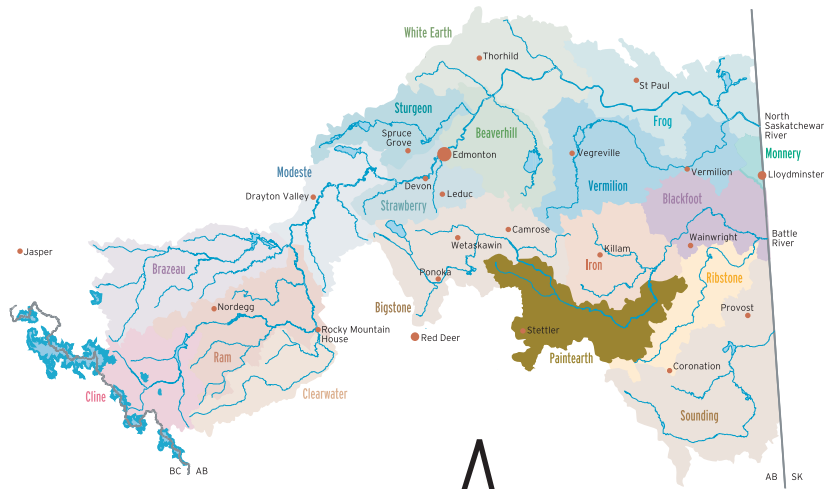 White Earth
Thorhild
St Paul
Sturgeon
Spruce
Grove
Beaverhill
Frog
North
Saskatchewan
River
Edmonton
Vegreville
Monnery
Modeste
Vermilion
Lloydminster
Devon
Leduc
Vermilion
Drayton Valley
Strawberry
Blackfoot
Camrose
Wetaskawin
Wainwright
Battle
River
Jasper
Killam
Brazeau
Iron
Ponoka
Ribstone
Bigstone
Nordegg
Provost
Rocky Mountain
House
Red Deer
Stettler
Ram
Paintearth
Coronation
Cline
Clearwater
Sounding
BC
AB
AB
SK